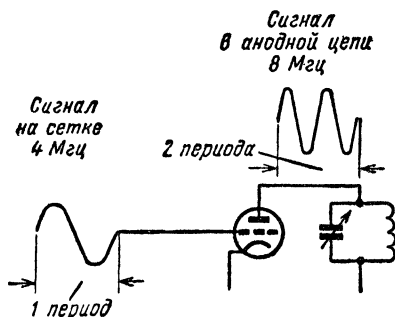 Сигнал
в анодной цепи
8 Мгц
Сигнал
на сетке
4 Мгц
2 периода
1 период